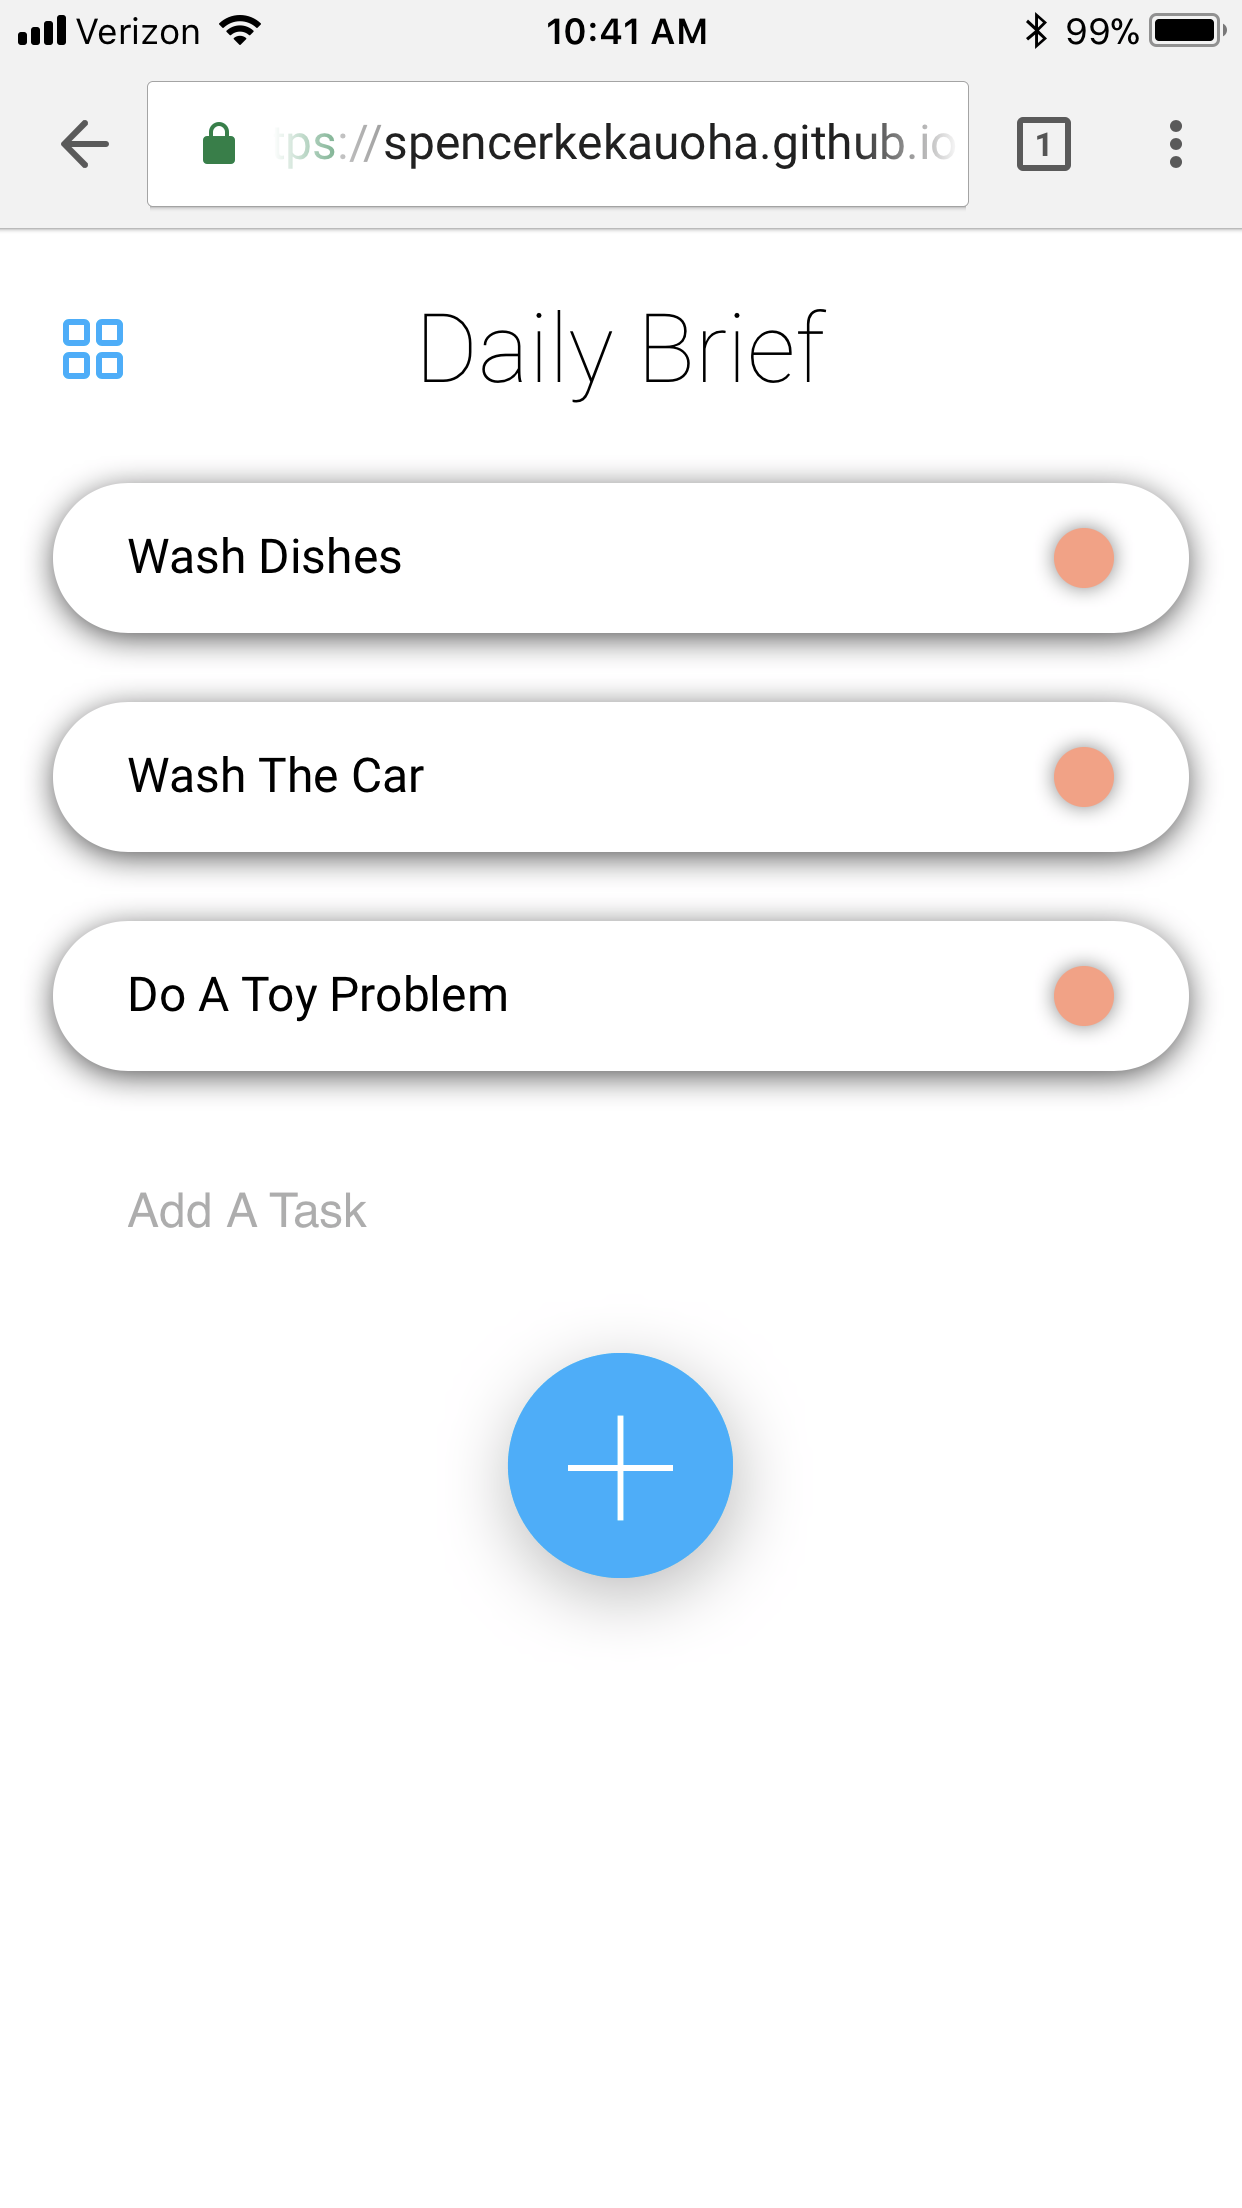 Verizon 10:41 AM 99%
tps://spencerkekauoha.github.io 1
Daily Brief
Wash Dishes
Wash The Car
Do A Toy Problem
Add A Task